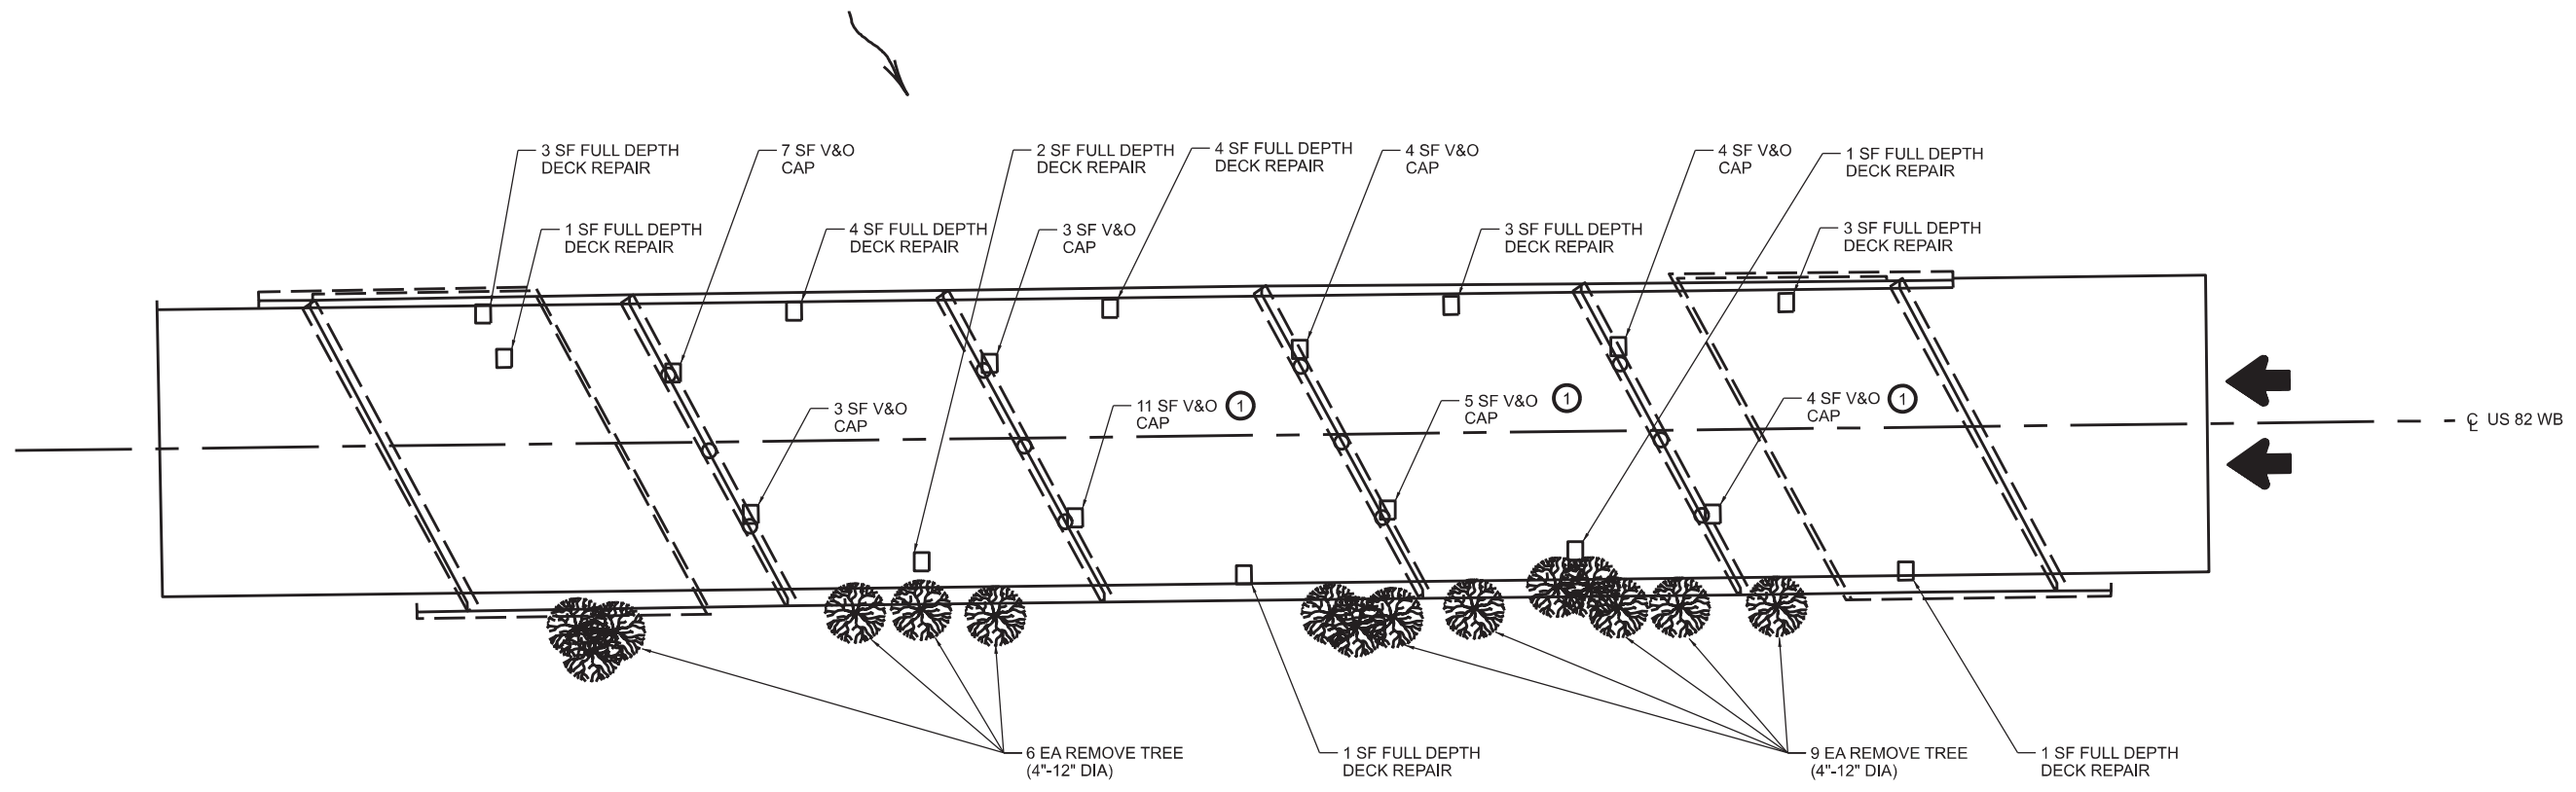 3 SF FULL DEPTH
DECK REPAIR
7 SF V&O
CAP
2 SF FULL DEPTH
DECK REPAIR
4 SF FULL DEPTH
DECK REPAIR
4 SF V&O
CAP
4 SF V&O
CAP
1 SF FULL DEPTH
DECK REPAIR
1 SF FULL DEPTH
DECK REPAIR
4 SF FULL DEPTH
DECK REPAIR
3 SF V&O
CAP
3 SF FULL DEPTH
DECK REPAIR
3 SF FULL DEPTH
DECK REPAIR
3 SF V&O
CAP
11 SF V&O 1
CAP
5 SF V&O 1
CAP
4 SF V&O 1
CAP
℄ US 82 WB
6 EA REMOVE TREE
(4"-12" DIA)
1 SF FULL DEPTH
DECK REPAIR
9 EA REMOVE TREE
(4"-12" DIA)
1 SF FULL DEPTH
DECK REPAIR